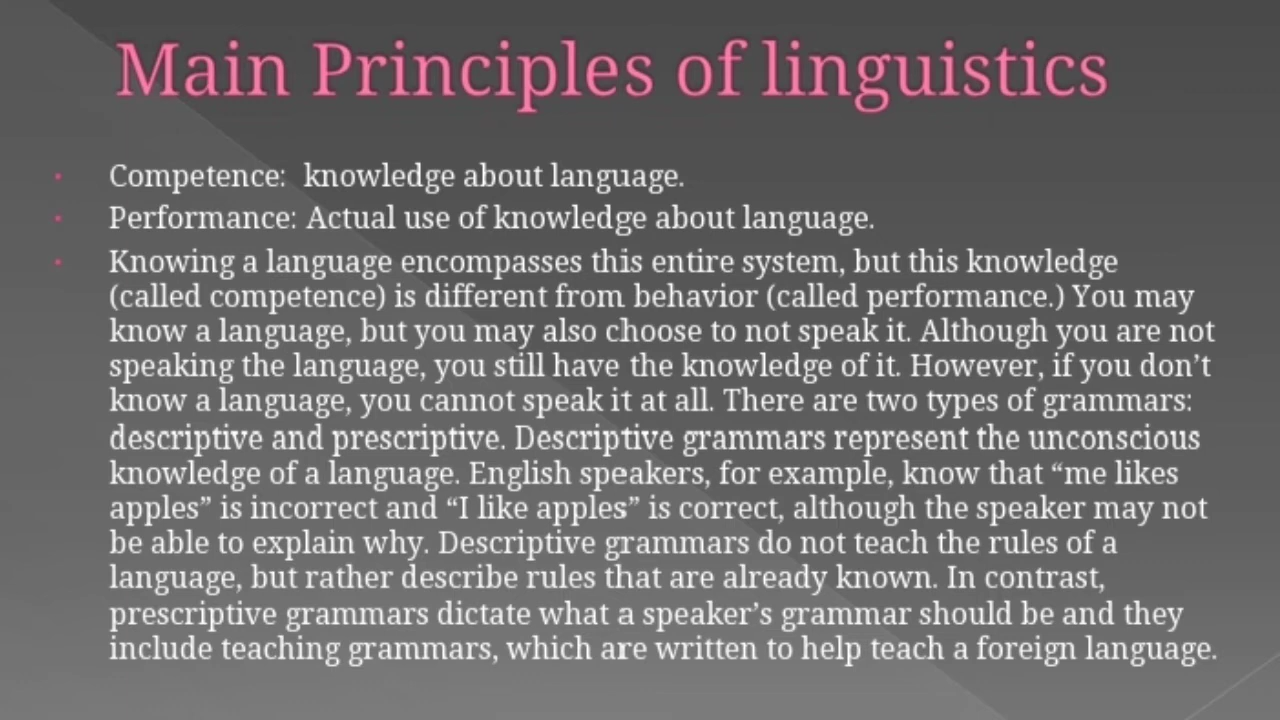 Main Principles of linguistics
Competence:  knowledge about language.
Performance: Actual use of knowledge about language.
Knowing a language encompasses this entire system, but this knowledge
(called competence) is different from behavior (called performance.) You may
know a language, but you may also choose to not speak it. Although you are not
speaking the language, you still have the knowledge of it. However, if you don’t
know a language, you cannot speak it at all. There are two types of grammars:
descriptive and prescriptive. Descriptive grammars represent the unconscious
knowledge of a language. English speakers, for example, know that “me likes
apples” is incorrect and “I like apples” is correct, although the speaker may not
be able to explain why. Descriptive grammars do not teach the rules of a
language, but rather describe rules that are already known. In contrast,
prescriptive grammars dictate what a speaker’s grammar should be and they
include teaching grammars, which are written to help teach a foreign language.